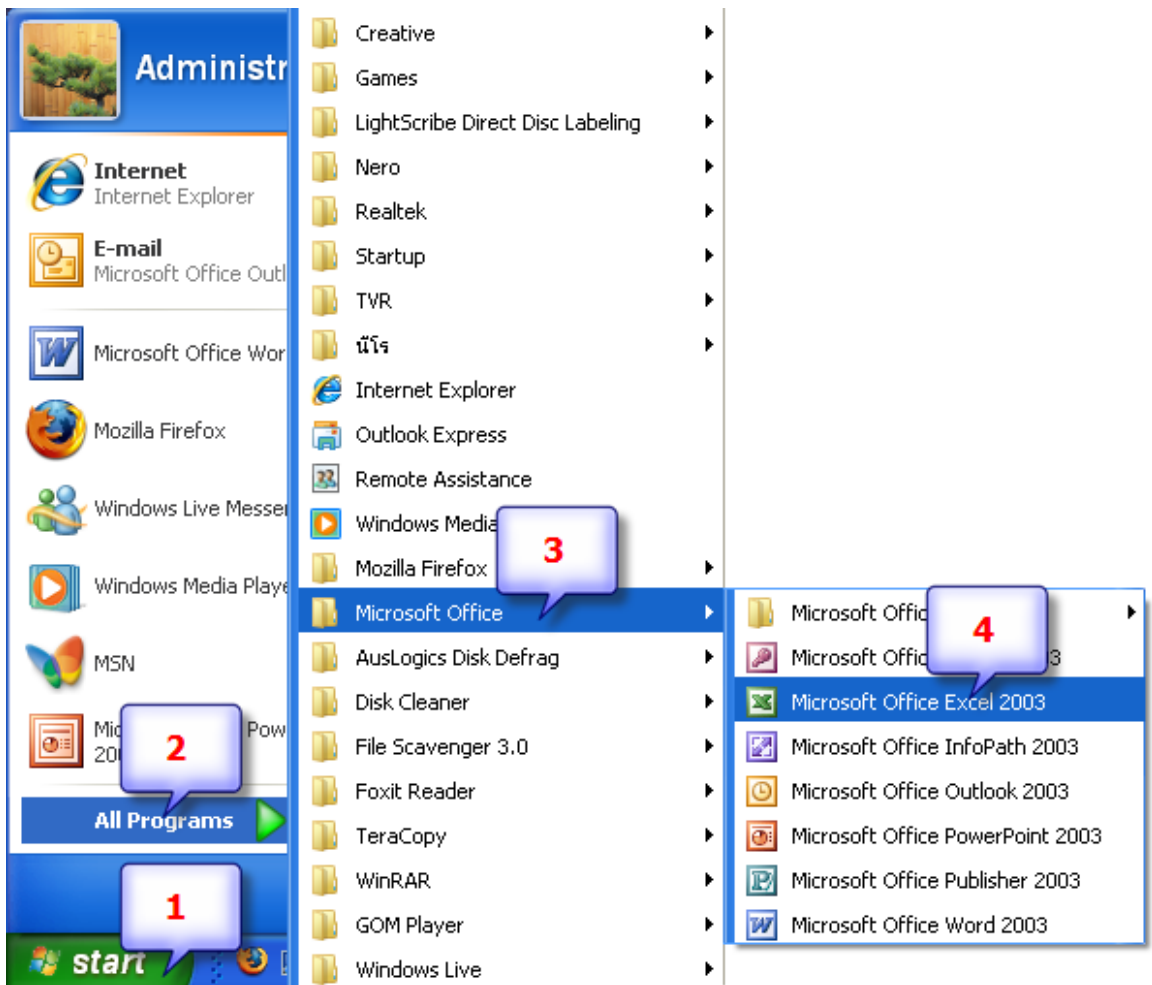 Administr
Internet
Internet Explorer
E-mail
Microsoft Office Outl
Microsoft Office Wor
Mozilla Firefox
Windows Live Messe
Windows Media Playe
MSN
Pow
2
All Programs
1
start
Creative
Games
LightScribe Direct Disc Labeling
Nero
Realtek
Startup
TVR
นีโร
Internet Explorer
Outlook Express
Remote Assistance
Windows Media
3
Mozilla Firefox
Microsoft Office
AusLogics Disk Defrag
Disk Cleaner
File Scavenger 3.0
Foxit Reader
TeraCopy
WinRAR
GOM Player
Windows Live
Microsoft Offic
4
Microsoft Offic 3
Microsoft Office Excel 2003
Microsoft Office InfoPath 2003
Microsoft Office Outlook 2003
Microsoft Office PowerPoint 2003
Microsoft Office Publisher 2003
Microsoft Office Word 2003